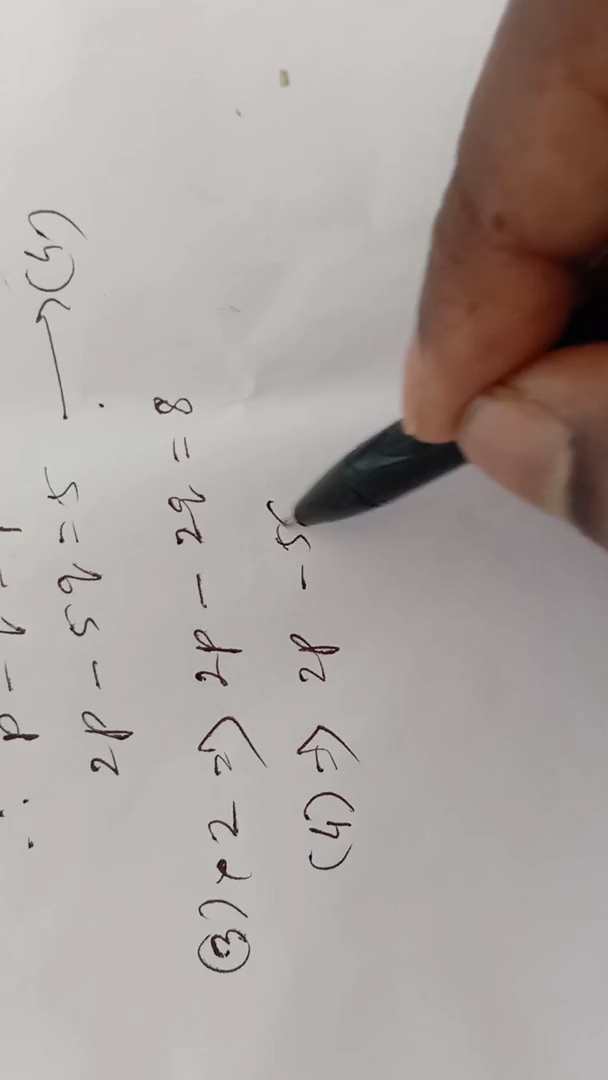 ∴ P –
2P – 5q = 5 ⟶ (4)
(3) × 2 => 2P – 2q = 8
(4) => 2P – 5